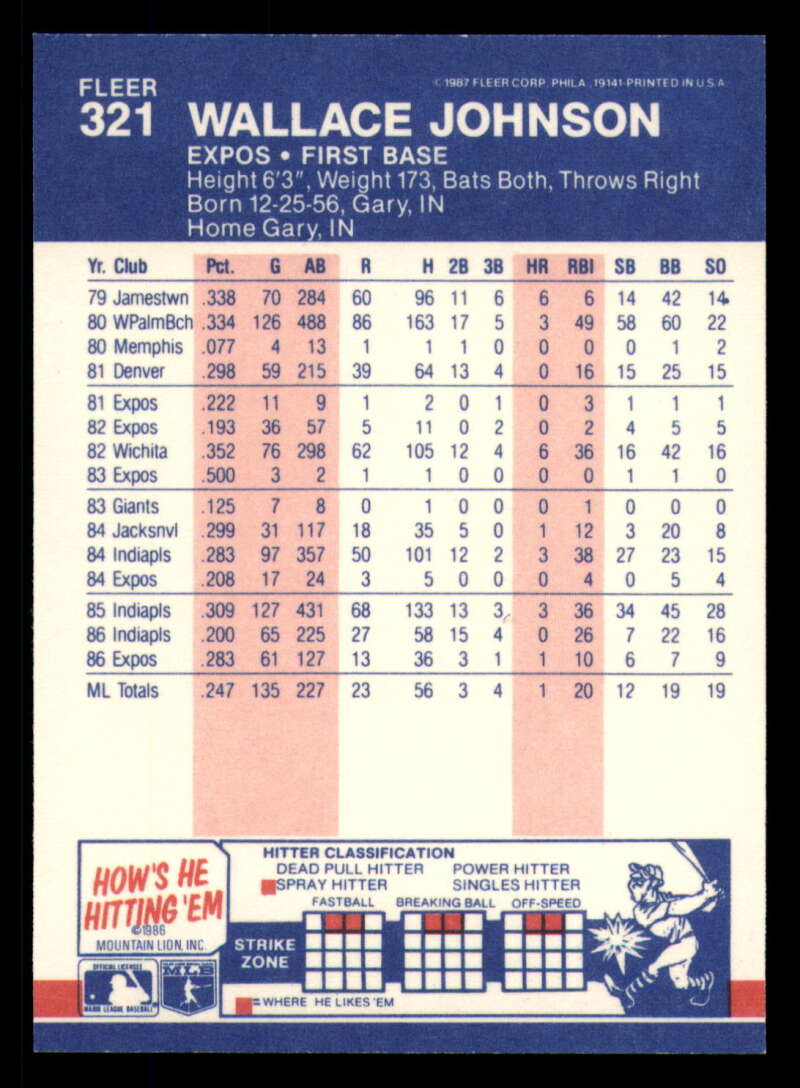 FLEER
© 1987 FLEER CORP. PHILA., 19141-PRINTED IN U.S.A
321 WALLACE JOHNSON
EXPOS • FIRST BASE
Height 6'3", Weight 173, Bats Both, Throws Right
Born 12-25-56, Gary, IN
Home Gary, IN
Yr. Club Pct. G AB R H 2B 3B HR RBI SB BB SO
79 Jamestwn .338 70 284 60 96 11 6 6 6 14 42 14
80 WPalmBch .334 126 488 86 163 17 5 3 49 58 60 22
80 Memphis .077 4 13 1 1 1 0 0 0 0 1 2
81 Denver .298 59 215 39 64 13 4 0 16 15 25 15
81 Expos .222 11 9 1 2 0 1 0 3 1 1 1
82 Expos .193 36 57 5 11 0 2 0 2 4 5 5
82 Wichita .352 76 298 62 105 12 4 6 36 16 42 16
83 Expos .500 3 2 1 1 0 0 0 0 1 1 0
83 Giants .125 7 8 0 1 0 0 0 1 0 0 0
84 Jacksnvl .299 31 117 18 35 5 0 1 12 3 20 8
84 Indiapls .283 97 357 50 101 12 2 3 38 27 23 15
84 Expos .208 17 24 3 5 0 0 0 4 0 5 4
85 Indiapls .309 127 431 68 133 13 3 3 36 34 45 28
86 Indiapls .200 65 225 27 58 15 4 0 26 7 22 16
86 Expos .283 61 127 13 36 3 1 1 10 6 7 9
ML Totals .247 135 227 23 56 3 4 1 20 12 19 19
HOW'S HE
HITTING 'EM
©1986
MOUNTAIN LION, INC.
OFFICIAL LICENSEE
MAJOR LEAGUE BASEBALL
MLB
HITTER CLASSIFICATION
DEAD PULL HITTER POWER HITTER
SPRAY HITTER SINGLES HITTER
FASTBALL BREAKING BALL OFF-SPEED
STRIKE
ZONE
=WHERE HE LIKES 'EM